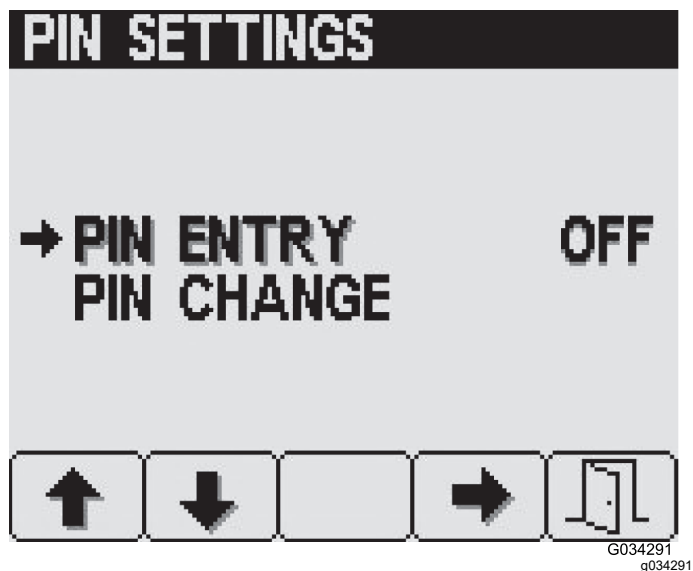 PIN SETTINGS
PIN ENTRY OFF
PIN CHANGE
G034291
g034291